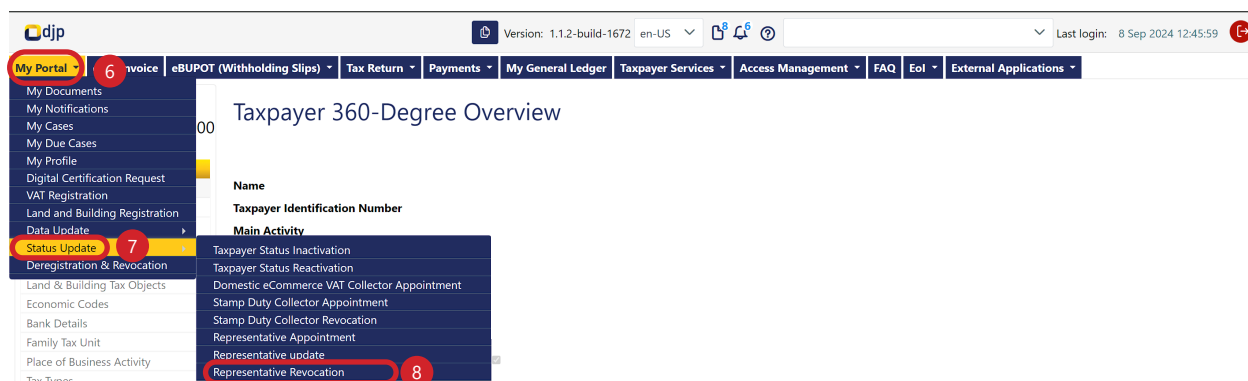 djp
Version: 1.1.2-build-1672 en-US 8 6 Last login: 8 Sep 2024 12:45:59
My Portal 6 nvoice eBUPOT (Withholding Slips) Tax Return Payments My General Ledger Taxpayer Services Access Management FAQ EoI External Applications
My Documents
My Notifications
My Cases
My Due Cases
My Profile
Digital Certification Request
VAT Registration
Land and Building Registration
Data Update
Status Update 7
Deregistration & Revocation
Land & Building Tax Objects
Economic Codes
Bank Details
Family Tax Unit
Place of Business Activity
Tax Types
00
Taxpayer 360-Degree Overview
Name
Taxpayer Identification Number
Main Activity
Taxpayer Status Inactivation
Taxpayer Status Reactivation
Domestic eCommerce VAT Collector Appointment
Stamp Duty Collector Appointment
Stamp Duty Collector Revocation
Representative Appointment
Representative update
Representative Revocation 8